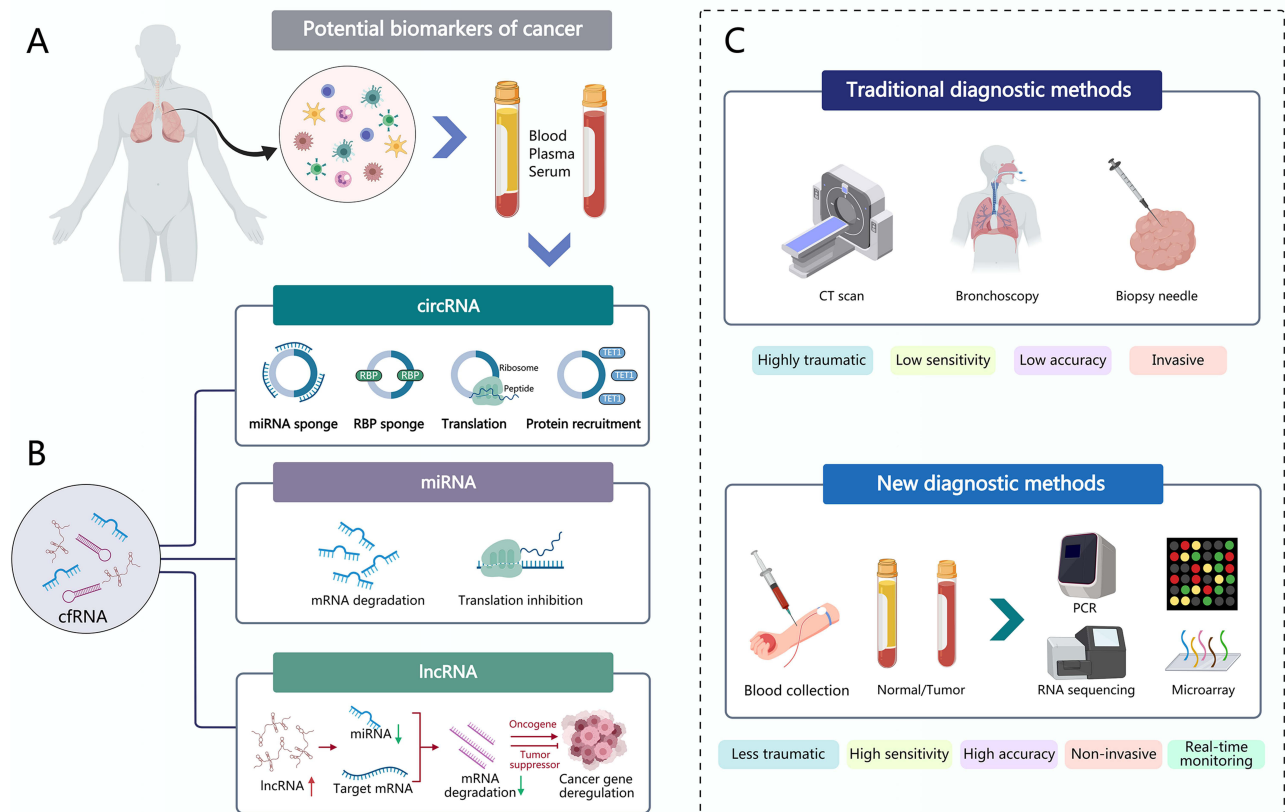 A
Potential biomarkers of cancer
Blood
Plasma
Serum
circRNA
RBP
RBP
Ribosome
Peptide
TET1
TET1
TET1
miRNA sponge
RBP sponge
Translation
Protein recruitment
B
cfRNA
miRNA
mRNA degradation
Translation inhibition
lncRNA
lncRNA
miRNA
Target mRNA
mRNA
degradation
Oncogene
Tumor
suppressor
Cancer gene
deregulation
C
Traditional diagnostic methods
CT scan
Bronchoscopy
Biopsy needle
Highly traumatic
Low sensitivity
Low accuracy
Invasive
New diagnostic methods
Blood collection
Normal/Tumor
PCR
RNA sequencing
Microarray
Less traumatic
High sensitivity
High accuracy
Non-invasive
Real-time
monitoring